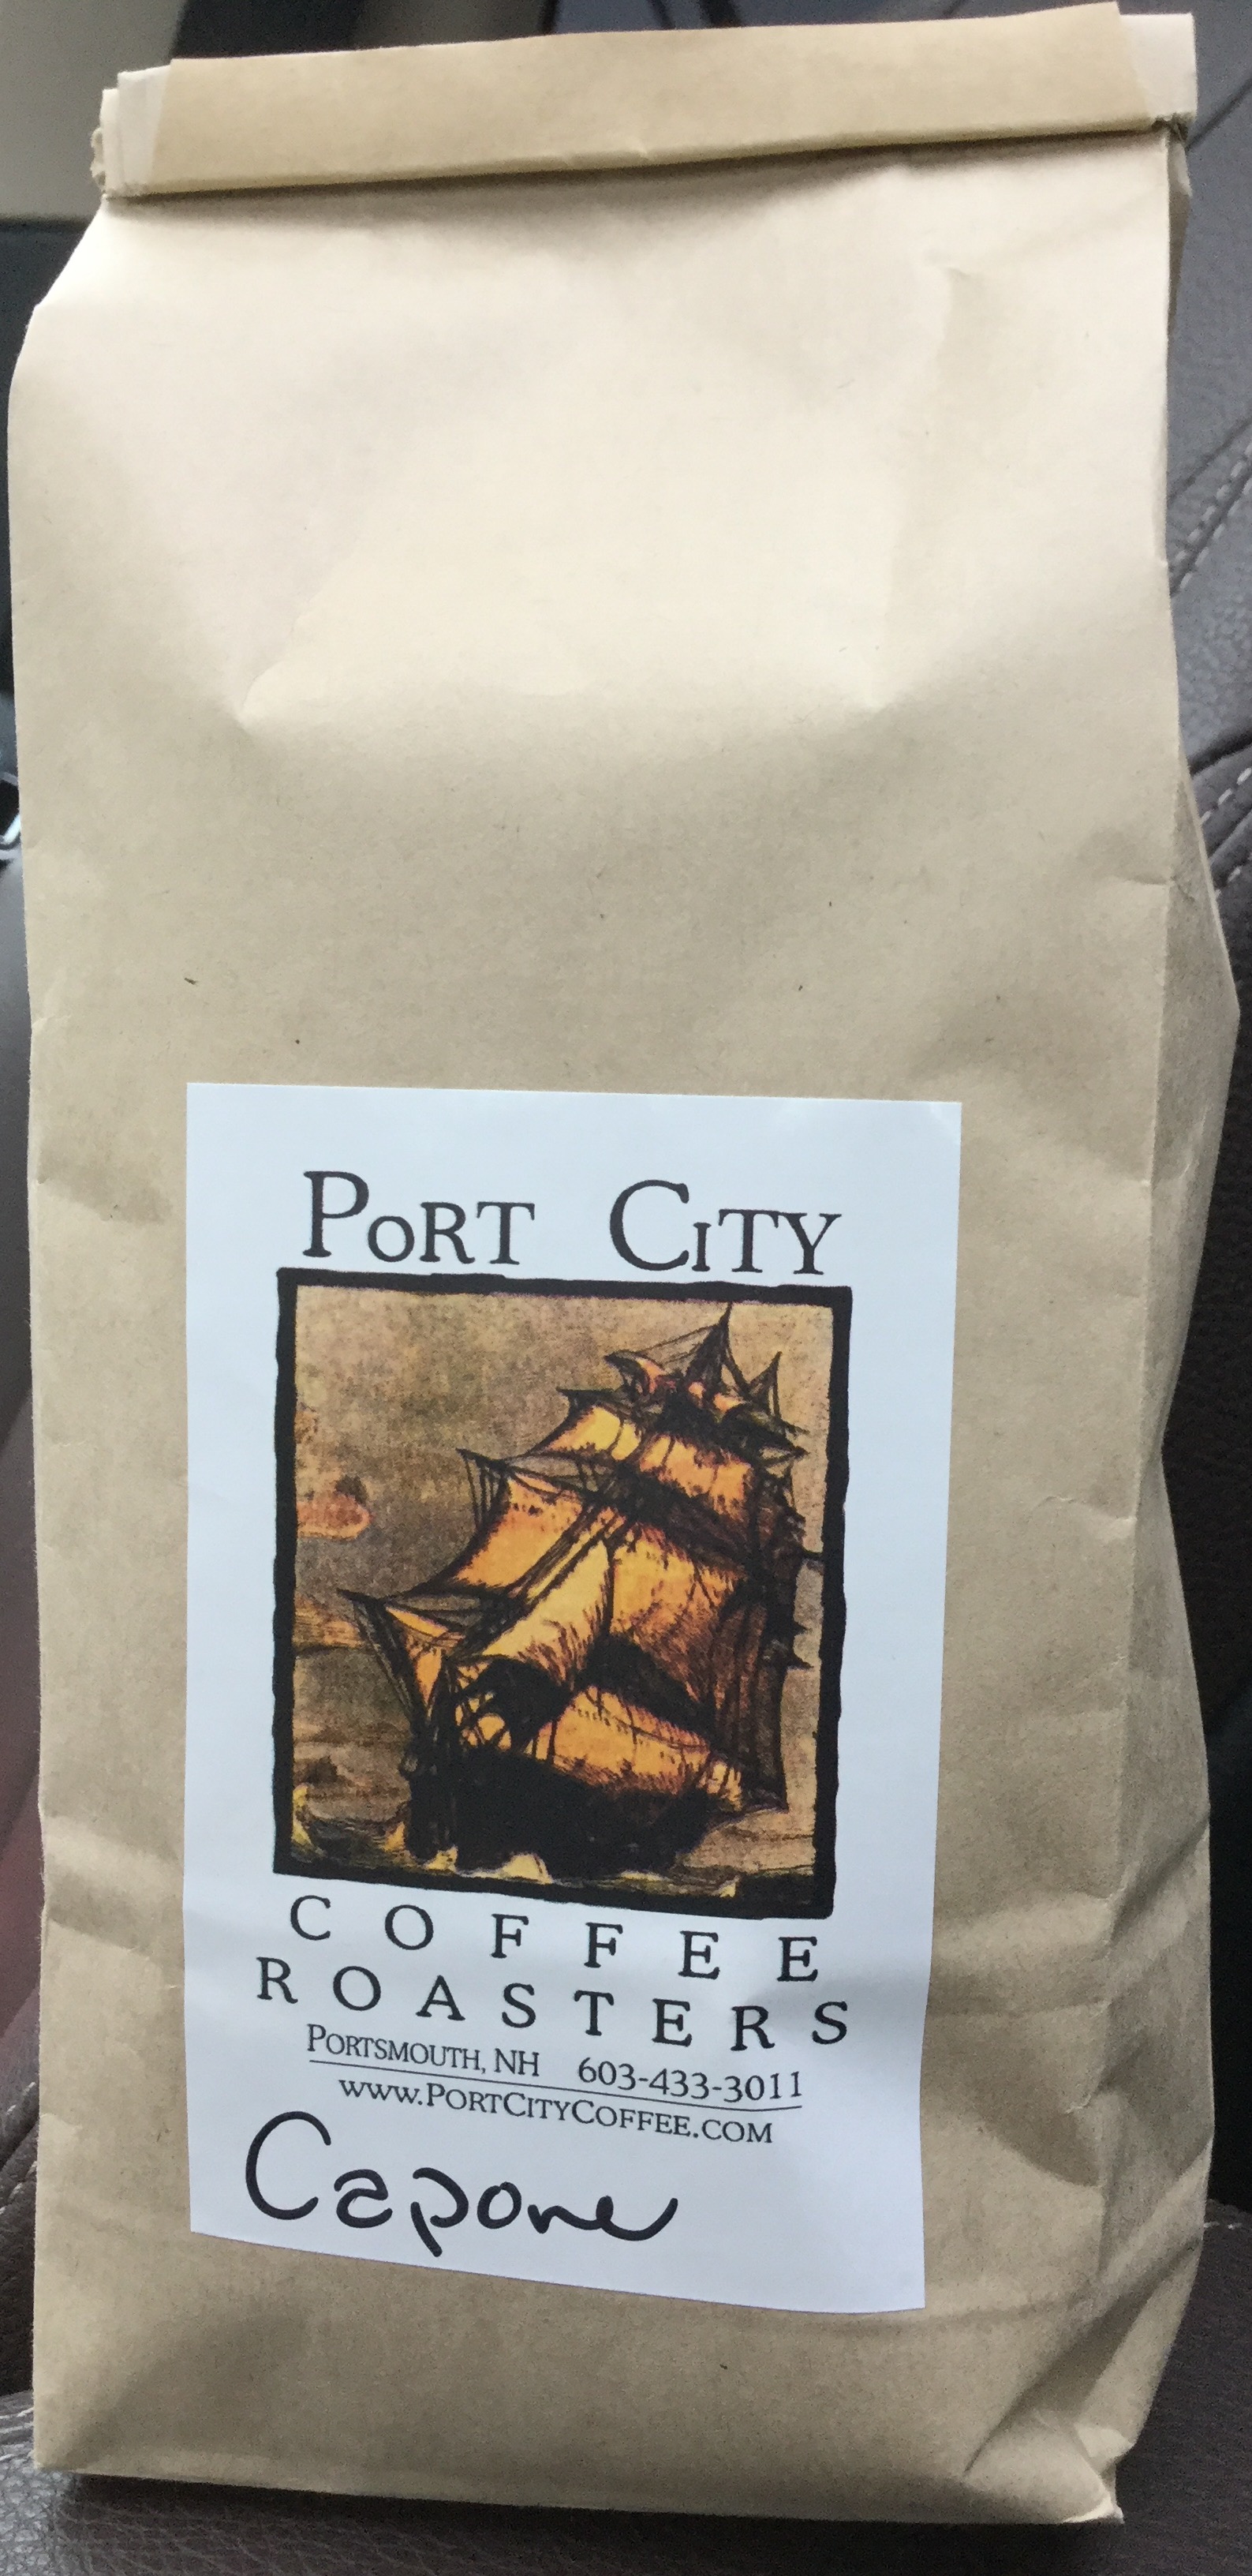 PORT CITY
COFFEE
ROASTERS
PORTSMOUTH, NH 603-433-3011
WWW.PORTCITYCOFFEE.COM
Capone